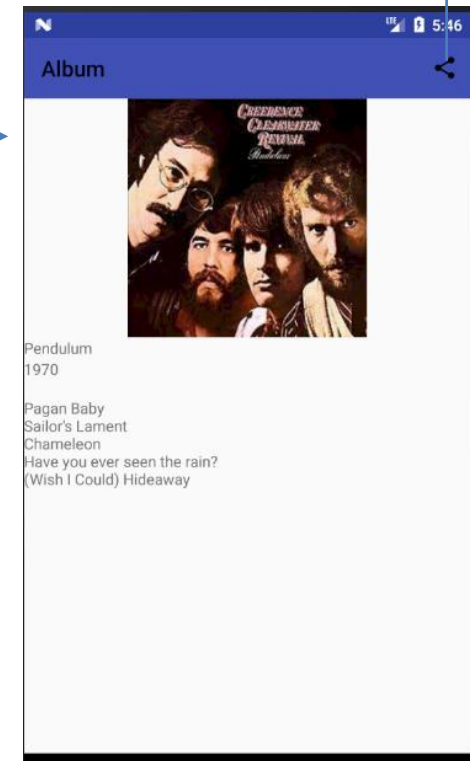 LTE 5:46
Album
CREEDENCE
CLEARWATER
REVIVAL
Pendulum
Pendulum
1970
Pagan Baby
Sailor's Lament
Chameleon
Have you ever seen the rain?
(Wish I Could) Hideaway